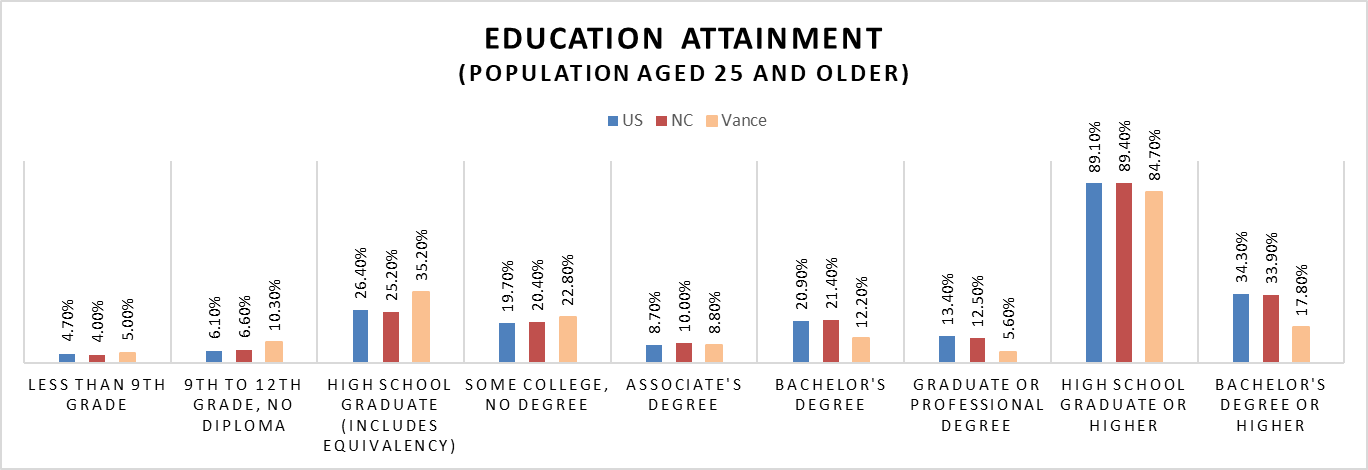 EDUCATION ATTAINMENT
(POPULATION AGED 25 AND OLDER)
US NC Vance
4.70% 4.00% 5.00%
6.10% 6.60% 10.30%
26.40% 25.20% 35.20%
19.70% 20.40% 22.80%
8.70% 10.00% 8.80%
20.90% 21.40% 12.20%
13.40% 12.50% 5.60%
89.10% 89.40% 84.70%
34.30% 33.90% 17.80%
LESS THAN 9TH
GRADE
9TH TO 12TH
GRADE, NO
DIPLOMA
HIGH SCHOOL
GRADUATE
(INCLUDES
EQUIVALENCY)
SOME COLLEGE,
NO DEGREE
ASSOCIATE'S
DEGREE
BACHELOR'S
DEGREE
GRADUATE OR
PROFESSIONAL
DEGREE
HIGH SCHOOL
GRADUATE OR
HIGHER
BACHELOR'S
DEGREE OR
HIGHER